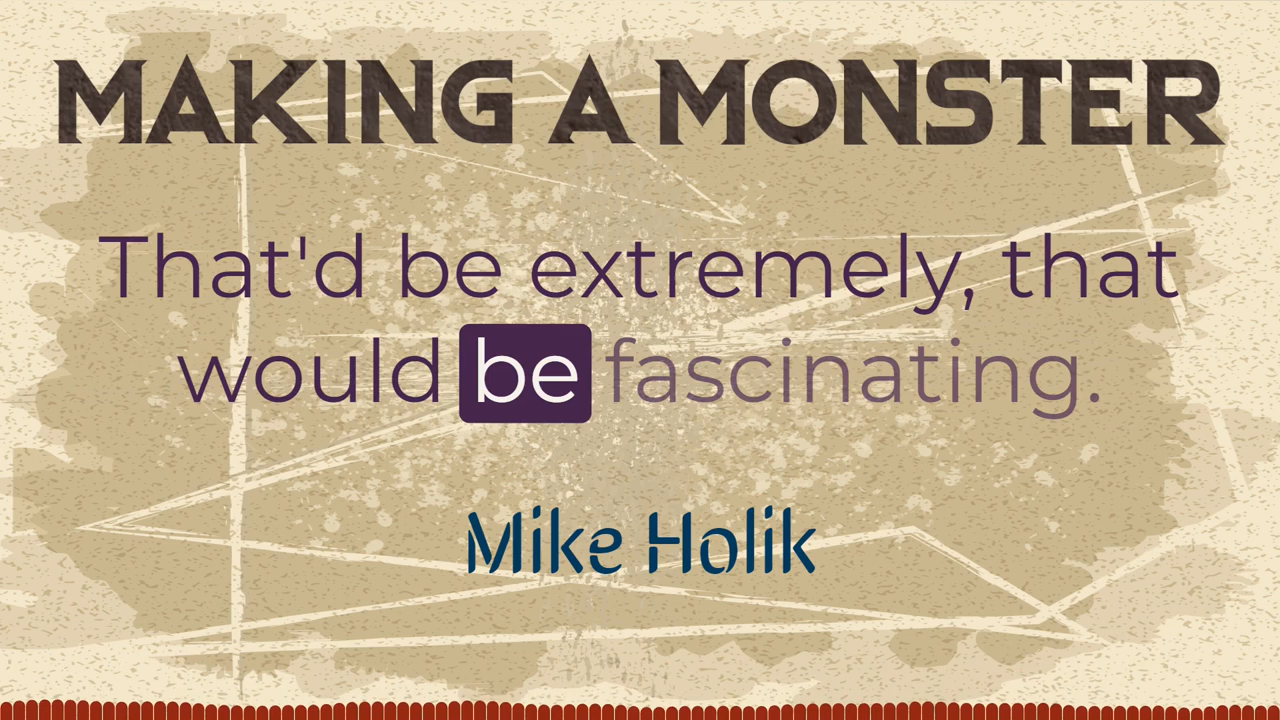 MAKING A MONSTER
That'd be extremely, that
would be fascinating.
Mike Holik